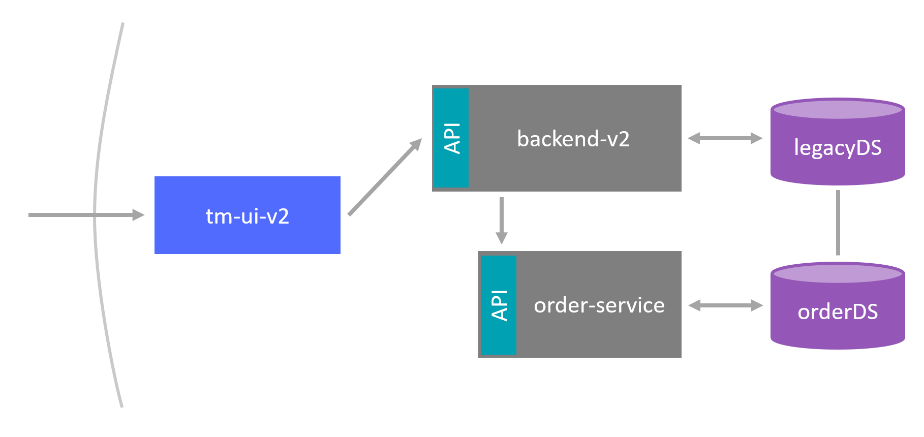 API
backend-v2
legacyDS
tm-ui-v2
API
order-service
orderDS